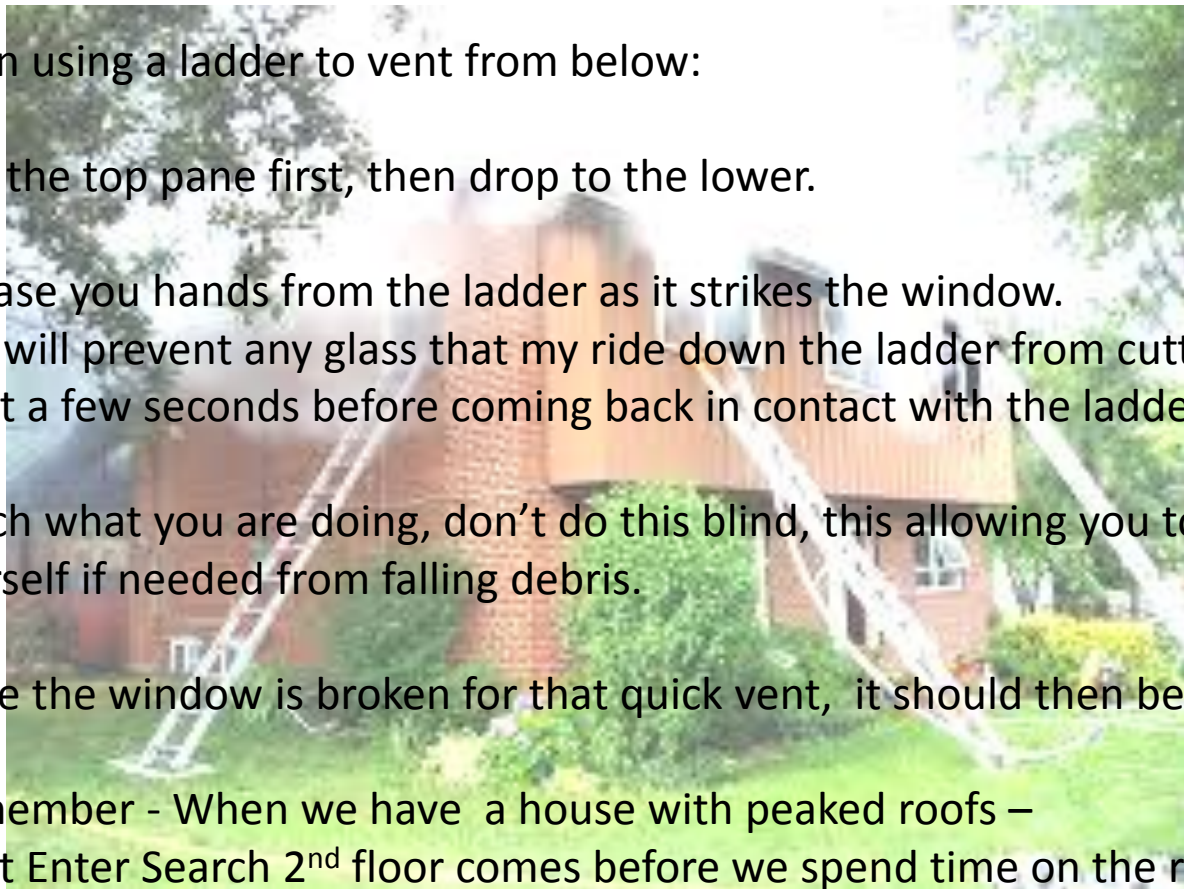 n using a ladder to vent from below:
the top pane first, then drop to the lower.
ase you hands from the ladder as it strikes the window.
will prevent any glass that my ride down the ladder from cutt
t a few seconds before coming back in contact with the ladde
ch what you are doing, don’t do this blind, this allowing you to
rself if needed from falling debris.
e the window is broken for that quick vent, it should then be
member - When we have a house with peaked roofs –
t Enter Search 2nd floor comes before we spend time on the r